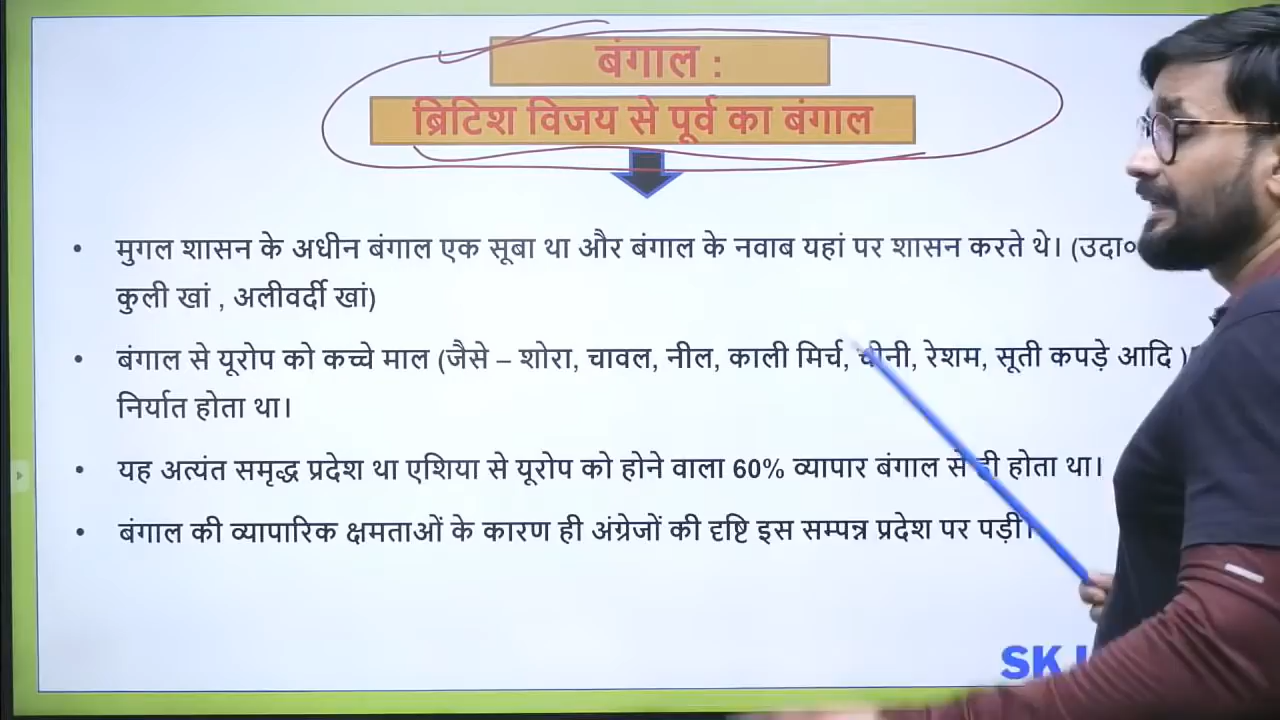 बंगाल :
ब्रिटिश विजय से पूर्व का बंगाल
• मुगल शासन के अधीन बंगाल एक सूबा था और बंगाल के नवाब यहां पर शासन करते थे। (उदा०
कुली खां , अलीवर्दी खां)
• बंगाल से यूरोप को कच्चे माल (जैसे – शोरा, चावल, नील, काली मिर्च, चीनी, रेशम, सूती कपड़े आदि )
निर्यात होता था।
• यह अत्यंत समृद्ध प्रदेश था एशिया से यूरोप को होने वाला 60% व्यापार बंगाल से ही होता था।
• बंगाल की व्यापारिक क्षमताओं के कारण ही अंग्रेजों की दृष्टि इस सम्पन्न प्रदेश पर पड़ी।
SK